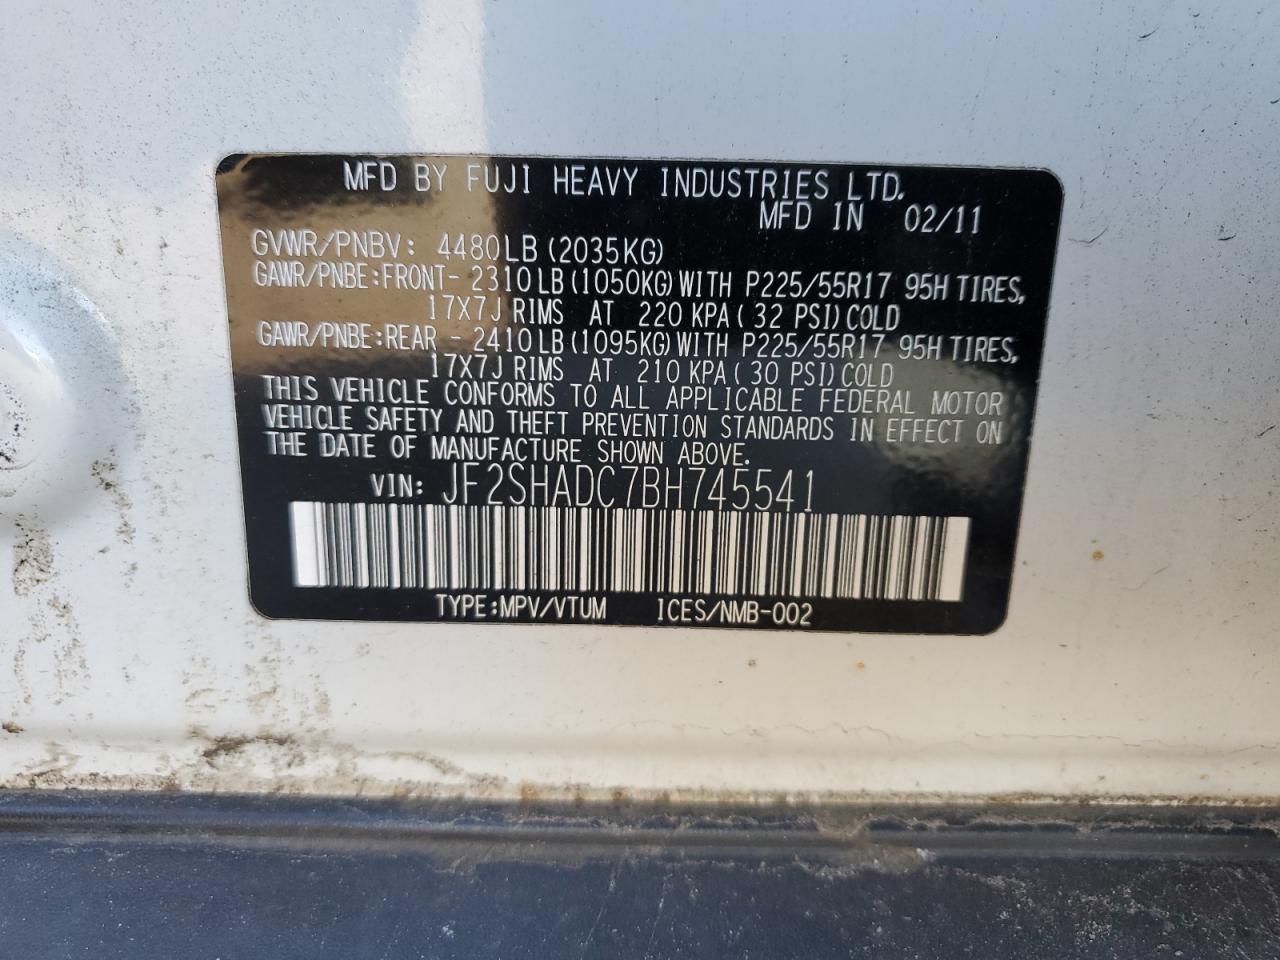 MFD BY FUJI HEAVY INDUSTRIES LTD.
MFD IN 02/11
GVWR/PNBV: 4480LB (2035KG)
GAWR/PNBE:FRONT- 2310LB(1050KG)WITH P225/55R17 95H TIRES,
17X7J RIMS AT 220 KPA( 32 PSI)COLD
GAWR/PNBE:REAR - 2410LB(1095KG)WITH P225/55R17 95H TIRES,
17X7J RIMS AT 210 KPA( 30 PSI)COLD
THIS VEHICLE CONFORMS TO ALL APPLICABLE FEDERAL MOTOR
VEHICLE SAFETY AND THEFT PREVENTION STANDARDS IN EFFECT ON
THE DATE OF MANUFACTURE SHOWN ABOVE.
VIN: JF2SHADC7BH745541
TYPE:MPV/VTUM ICES/NMB-002